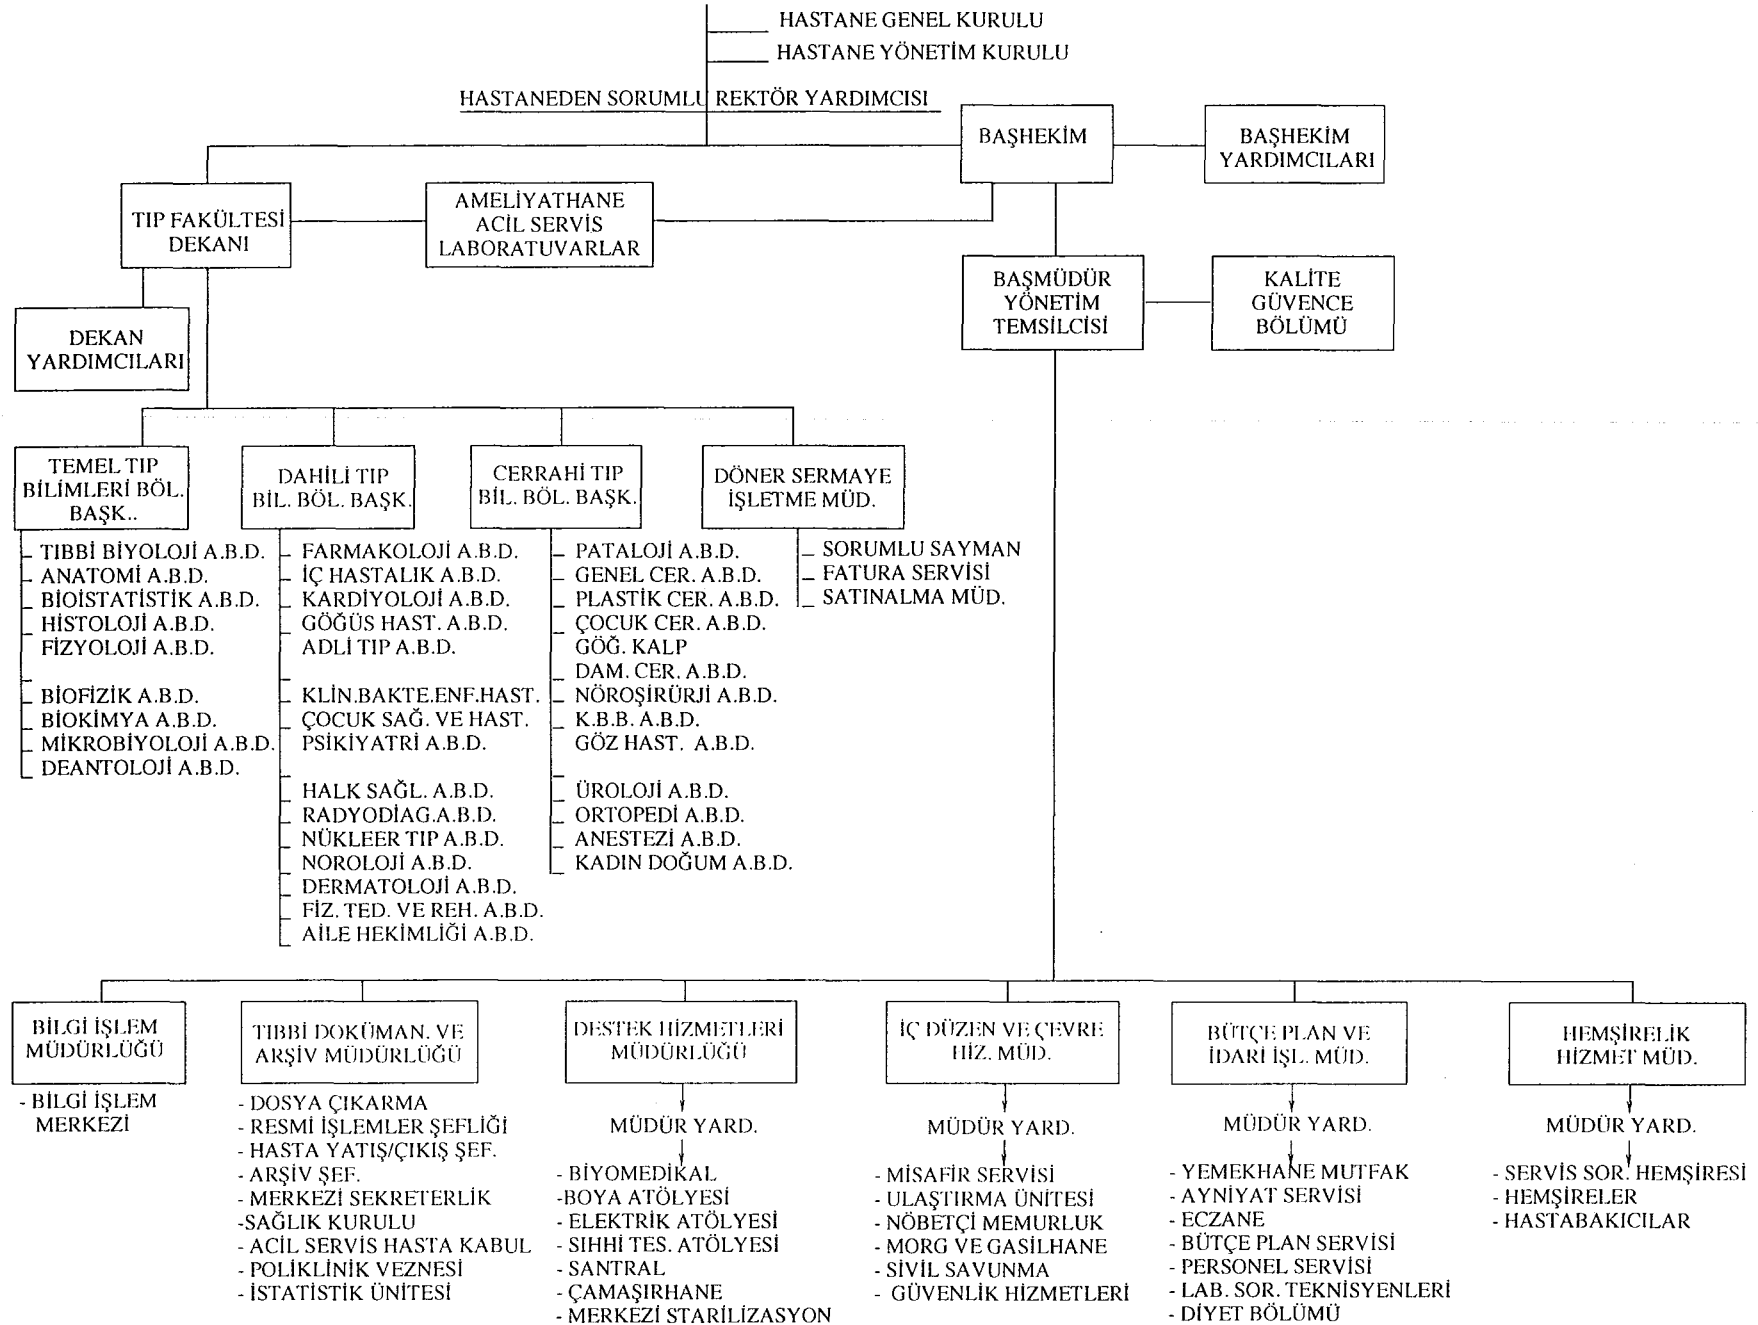 HASTANE GENEL KURULU
HASTANE YÖNETİM KURULU
HASTANEDEN SORUMLU REKTÖR YARDIMCISI
BAŞHEKİM
BAŞHEKİM
YARDIMCILARI
TIP FAKÜLTESİ
DEKANI
AMELİYATHANE
ACİL SERVİS
LABORATUVARLAR
BAŞMÜDÜR
YÖNETİM
TEMSİLCİSİ
KALİTE
GÜVENCE
BÖLÜMÜ
DEKAN
YARDIMCILARI
TEMEL TIP
BİLİMLERİ BÖL.
BAŞK..
TIBBİ BİYOLOJİ A.B.D.
ANATOMİ A.B.D.
BİOİSTATİSTİK A.B.D.
HİSTOLOJİ A.B.D.
FİZYOLOJİ A.B.D.
BİOFİZİK A.B.D.
BİOKİMYA A.B.D.
MİKROBİYOLOJİ A.B.D.
DEANTOLOJİ A.B.D.
DAHİLİ TIP
BİL. BÖL. BAŞK.
FARMAKOLOJİ A.B.D.
İÇ HASTALIK A.B.D.
KARDİYOLOJİ A.B.D.
GÖĞÜS HAST. A.B.D.
ADLİ TIP A.B.D.
KLİN.BAKTE.ENF.HAST.
ÇOCUK SAĞ. VE HAST.
PSİKİYATRİ A.B.D.
HALK SAĞL. A.B.D.
RADYODİAG.A.B.D.
NÜKLEER TIP A.B.D.
NOROLOJİ A.B.D.
DERMATOLOJİ A.B.D.
FİZ. TED. VE REH. A.B.D.
AİLE HEKİMLİĞİ A.B.D.
CERRAHİ TIP
BİL. BÖL. BAŞK.
PATALOJİ A.B.D.
GENEL CER. A.B.D.
PLASTİK CER. A.B.D.
ÇOCUK CER. A.B.D.
GÖĞ. KALP
DAM. CER. A.B.D.
NÖROŞİRÜRJİ A.B.D.
K.B.B. A.B.D.
GÖZ HAST. A.B.D.
ÜROLOJİ A.B.D.
ORTOPEDİ A.B.D.
ANESTEZİ A.B.D.
KADIN DOĞUM A.B.D.
DÖNER SERMAYE
İŞLETME MÜD.
SORUMLU SAYMAN
FATURA SERVİSİ
SATINALMA MÜD.
BİLGİ İŞLEM
MÜDÜRLÜĞÜ
- BİLGİ İŞLEM
MERKEZİ
TIBBİ DOKÜMAN. VE
ARŞİV MÜDÜRLÜĞÜ
- DOSYA ÇIKARMA
- RESMİ İŞLEMLER ŞEFLİĞİ
- HASTA YATIŞ/ÇIKIŞ ŞEF.
- ARŞİV ŞEF.
- MERKEZİ SEKRETERLİK
-SAĞLIK KURULU
- ACİL SERVİS HASTA KABUL
- POLİKLİNİK VEZNESİ
- İSTATİSTİK ÜNİTESİ
DESTEK HİZMETLERİ
MÜDÜRLÜĞÜ
MÜDÜR YARD.
- BİYOMEDİKAL
-BOYA ATÖLYESİ
- ELEKTRİK ATÖLYESİ
- SIHHİ TES. ATÖLYESİ
- SANTRAL
- ÇAMAŞIRHANE
- MERKEZİ STARİLİZASYON
İÇ DÜZEN VE ÇEVRE
HİZ. MÜD.
MÜDÜR YARD.
- MİSAFİR SERVİSİ
- ULAŞTIRMA ÜNİTESİ
- NÖBETÇİ MEMURLUK
- MORG VE GASİLHANE
- SİVİL SAVUNMA
- GÜVENLİK HİZMETLERİ
BÜTÇE PLAN VE
İDARİ İŞL. MÜD.
MÜDÜR YARD.
- YEMEKHANE MUTFAK
- AYNİYAT SERVİSİ
- ECZANE
- BÜTÇE PLAN SERVİSİ
- PERSONEL SERVİSİ
- LAB. SOR. TEKNİSYENLERİ
- DİYET BÖLÜMÜ
HEMŞİRELİK
HİZMET MÜD.
MÜDÜR YARD.
- SERVİS SOR. HEMŞİRESİ
- HEMŞİRELER
- HASTABAKICILAR